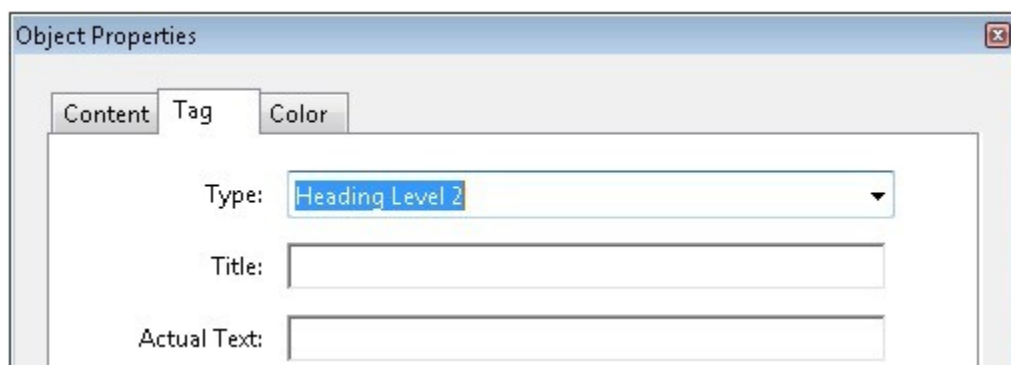 Object Properties
Content Tag Color
Type: Heading Level 2
Title:
Actual Text: